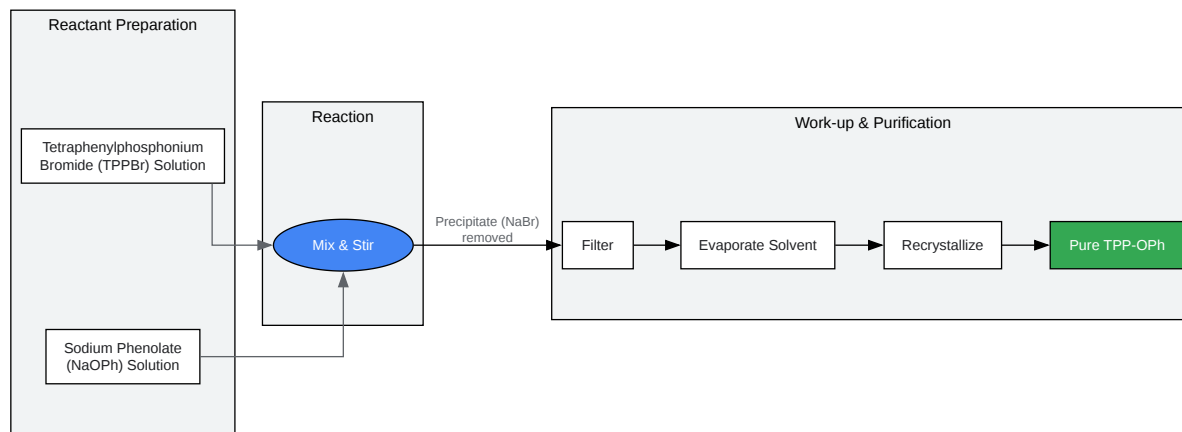 Reactant Preparation
Tetraphenylphosphonium
Bromide (TPPBr) Solution
Sodium Phenolate
(NaOPh) Solution
Reaction
Mix & Stir
Precipitate (NaBr)
removed
Work-up & Purification
Filter
Evaporate Solvent
Recrystallize
Pure TPP-OPh